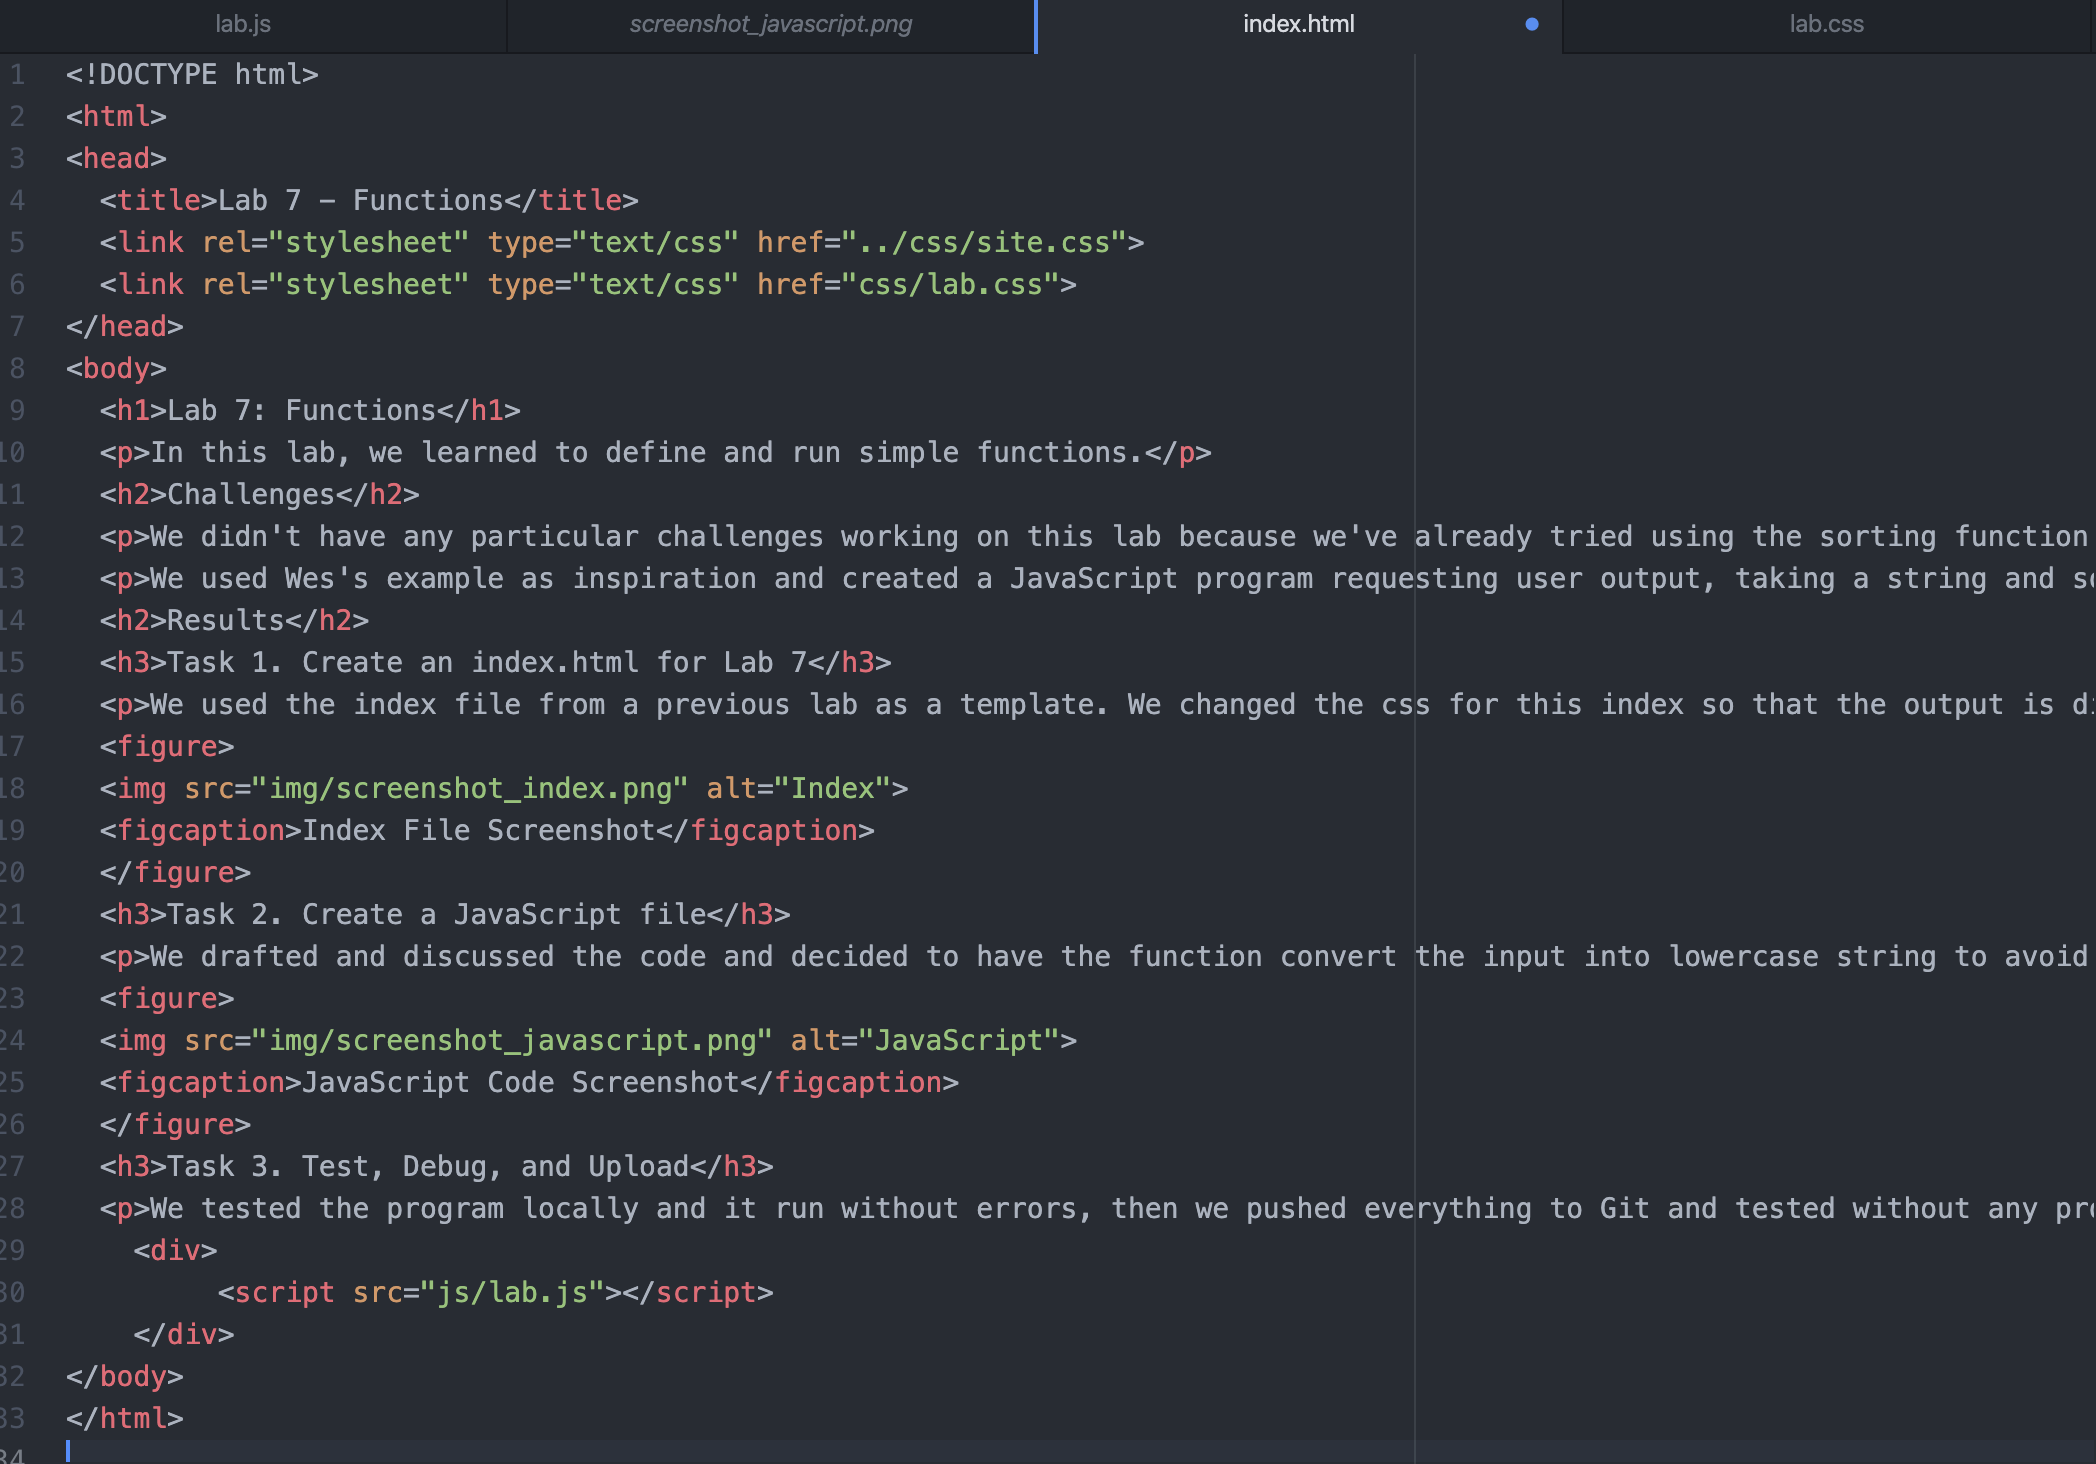 lab.js screenshot_javascript.png index.html lab.css
1 <!DOCTYPE html>
2 <html>
3 <head>
4 <title>Lab 7 – Functions</title>
5 <link rel="stylesheet" type="text/css" href="../css/site.css">
6 <link rel="stylesheet" type="text/css" href="css/lab.css">
7 </head>
8 <body>
9 <h1>Lab 7: Functions</h1>
10 <p>In this lab, we learned to define and run simple functions.</p>
11 <h2>Challenges</h2>
12 <p>We didn't have any particular challenges working on this lab because we've already tried using the sorting function
13 <p>We used Wes's example as inspiration and created a JavaScript program requesting user output, taking a string and
14 <h2>Results</h2>
15 <h3>Task 1. Create an index.html for Lab 7</h3>
16 <p>We used the index file from a previous lab as a template. We changed the css for this index so that the output is
17 <figure>
18 <img src="img/screenshot_index.png" alt="Index">
19 <figcaption>Index File Screenshot</figcaption>
20 </figure>
21 <h3>Task 2. Create a JavaScript file</h3>
22 <p>We drafted and discussed the code and decided to have the function convert the input into lowercase string to avoid
23 <figure>
24 <img src="img/screenshot_javascript.png" alt="JavaScript">
25 <figcaption>JavaScript Code Screenshot</figcaption>
26 </figure>
27 <h3>Task 3. Test, Debug, and Upload</h3>
28 <p>We tested the program locally and it run without errors, then we pushed everything to Git and tested without any
29 <div>
30 <script src="js/lab.js"></script>
31 </div>
32 </body>
33 </html>
34